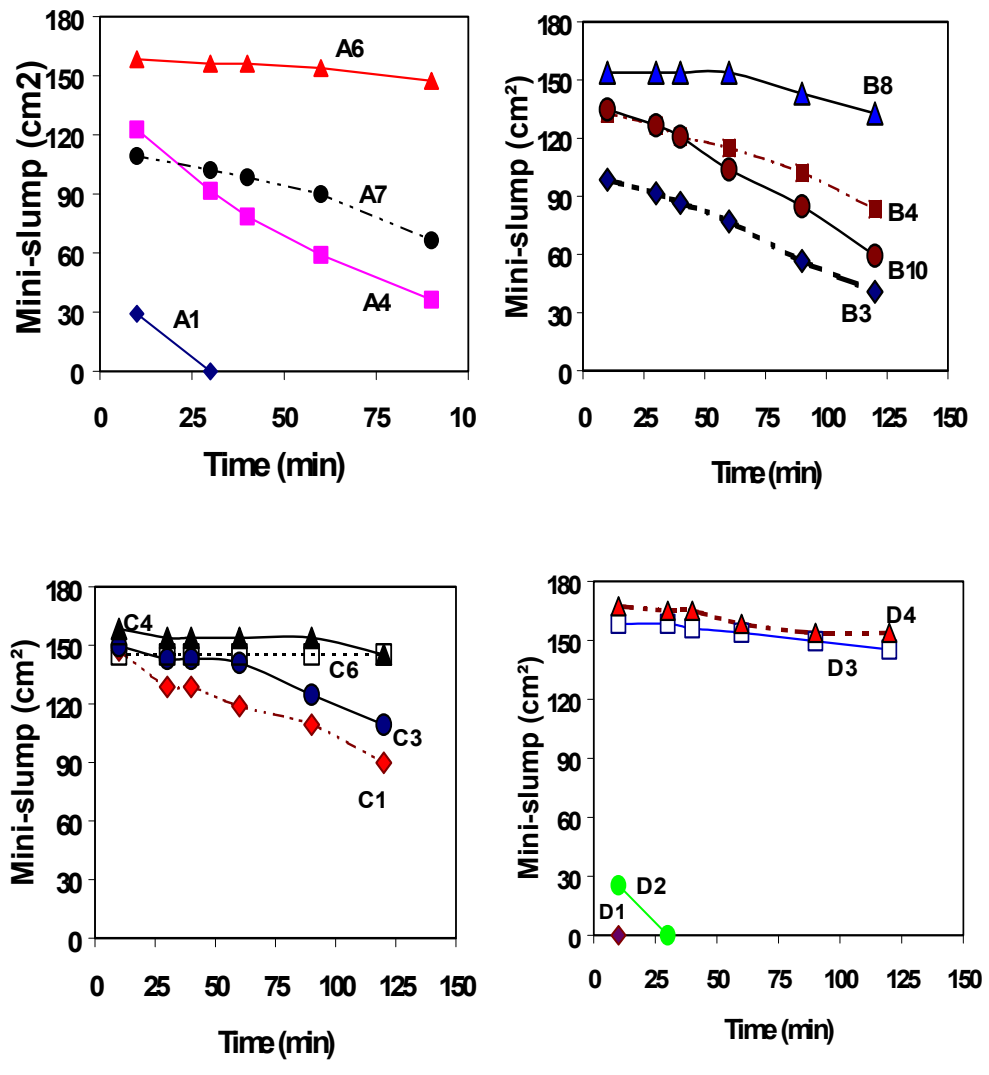 180
150
120
90
60
30
0
Mini-slump (cm2)
A6
A7
A4
A1
0 25 50 75 10
Time (min)
180
150
120
90
60
30
0
Mini-slump (cm²)
B8
B4
B10
B3
0 25 50 75 100 125 150
Time (min)
180
150
120
90
60
30
0
Mini-slump (cm²)
C4
C6
C3
C1
0 25 50 75 100 125 150
Time (min)
180
150
120
90
60
30
0
Mini-slump (cm²)
D4
D3
D2
D1
0 25 50 75 100 125 150
Time (min)